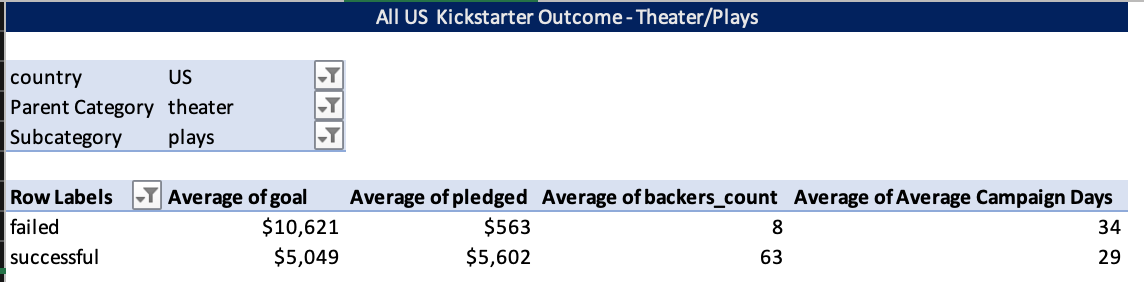 All US Kickstarter Outcome - Theater/Plays
country US
Parent Category theater
Subcategory plays
Row Labels Average of goal Average of pledged Average of backers_count Average of Average Campaign Days
failed $10,621 $563 8 34
successful $5,049 $5,602 63 29